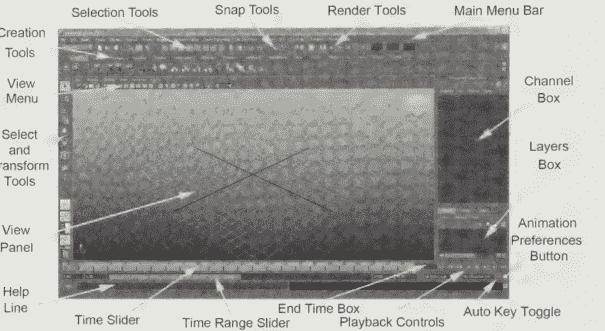 Selection Tools
Snap Tools
Render Tools
Main Menu Bar
Creation
Tools
View
Menu
Select
and
ransform
Tools
View
Panel
Help
Line
Channel
Box
Layers
Box
Animation
Preferences
Button
Time Slider
Time Range Slider
End Time Box
Playback Controls
Auto Key Toggle